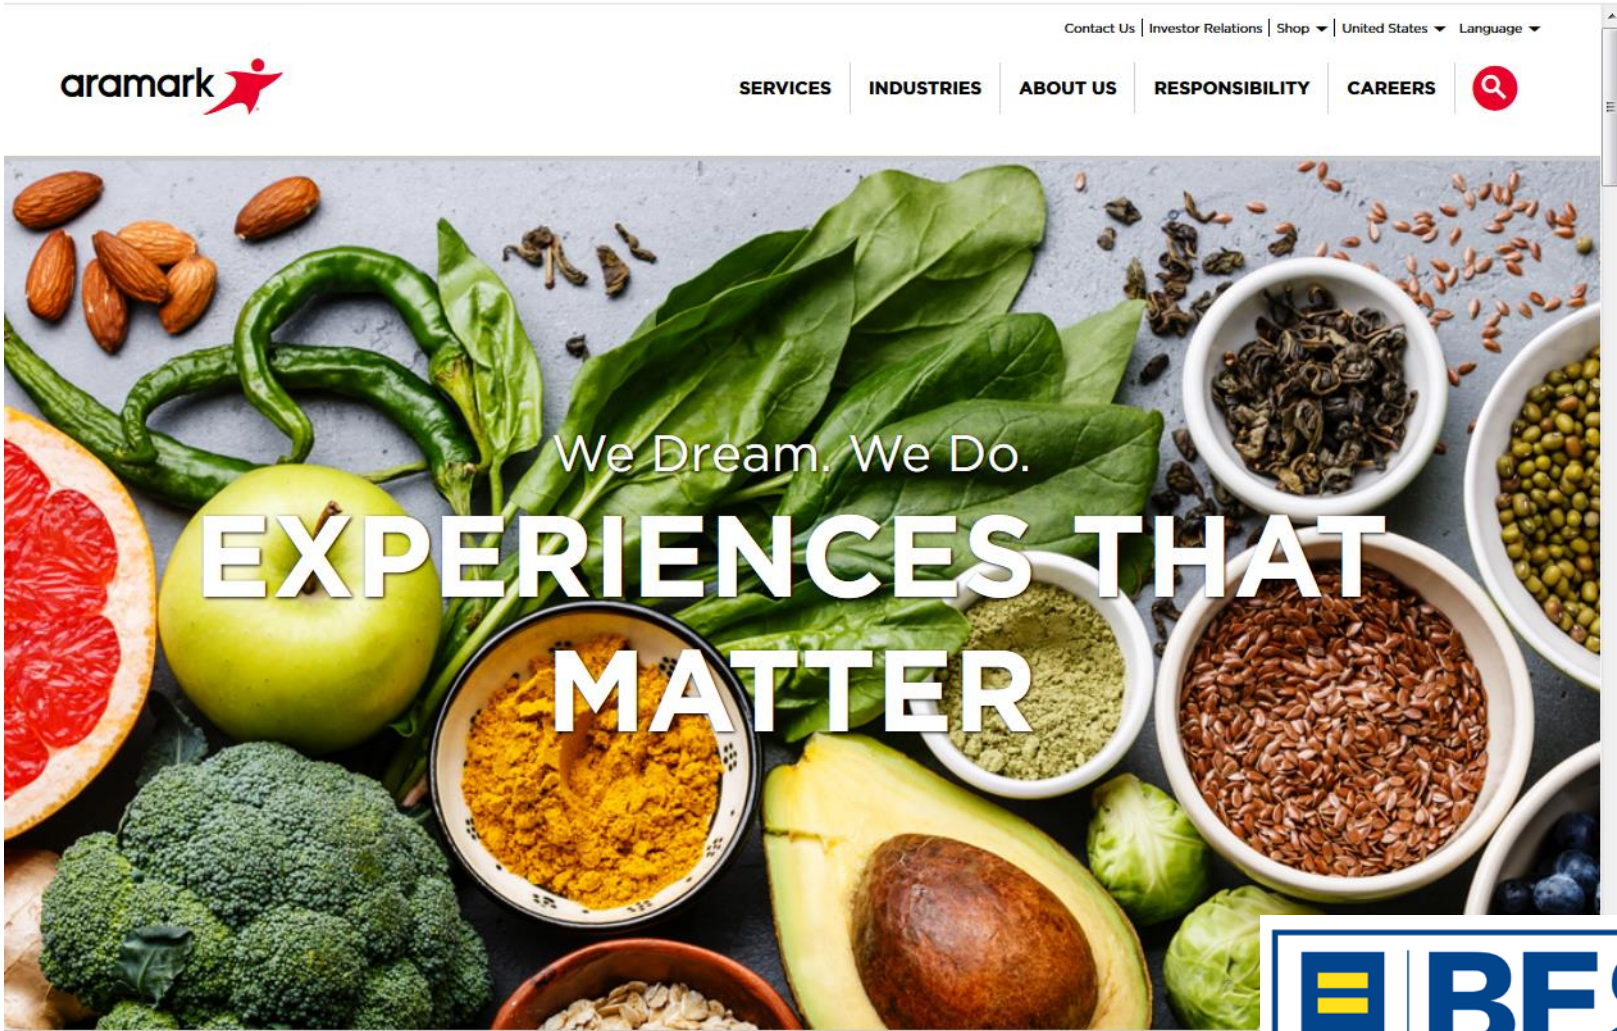 Contact Us | Investor Relations | Shop | United States Language
aramark
SERVICES INDUSTRIES ABOUT US RESPONSIBILITY CAREERS
We Dream. We Do.
EXPERIENCES THAT
MATTER